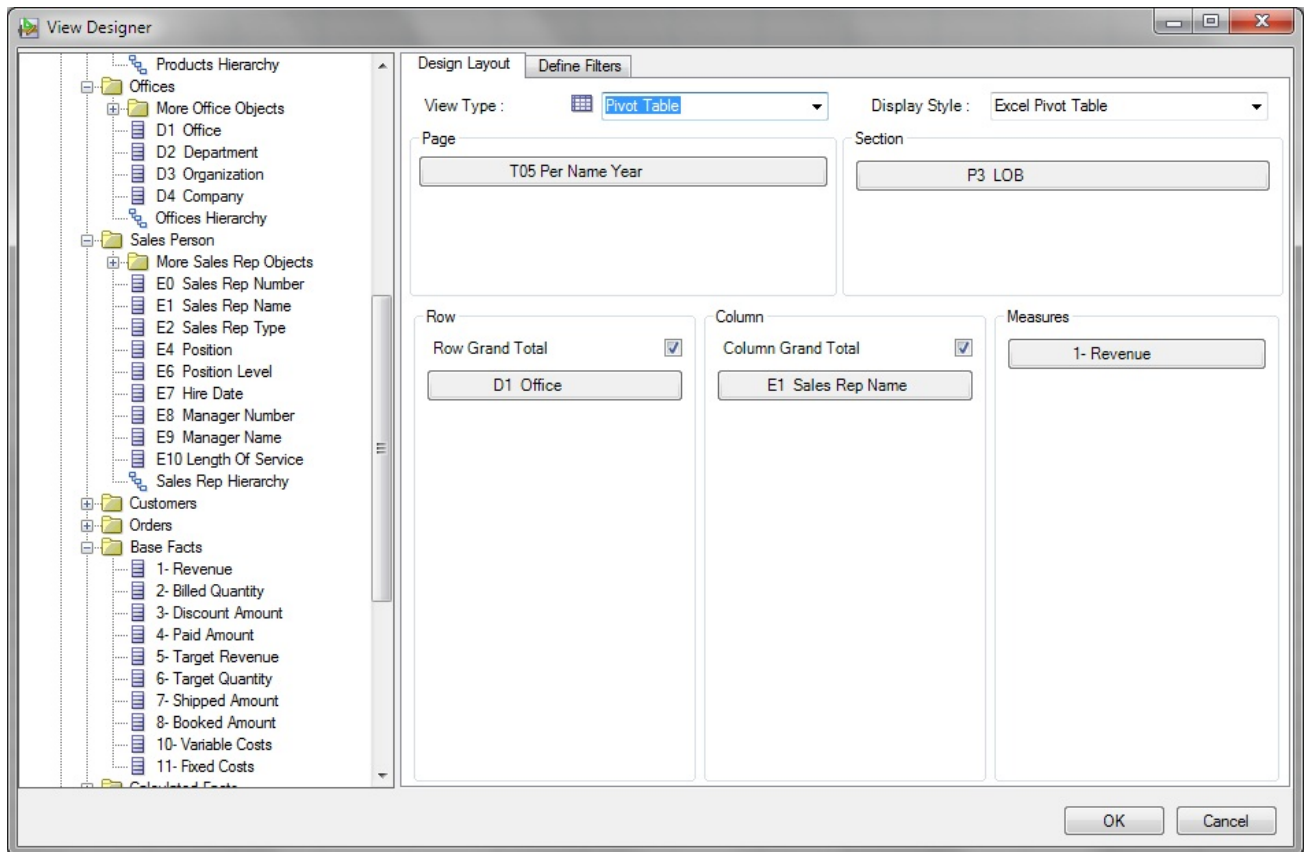 View Designer
Products Hierarchy
Offices
More Office Objects
D1 Office
D2 Department
D3 Organization
D4 Company
Offices Hierarchy
Sales Person
More Sales Rep Objects
E0 Sales Rep Number
E1 Sales Rep Name
E2 Sales Rep Type
E4 Position
E6 Position Level
E7 Hire Date
E8 Manager Number
E9 Manager Name
E10 Length Of Service
Sales Rep Hierarchy
Customers
Orders
Base Facts
1- Revenue
2- Billed Quantity
3- Discount Amount
4- Paid Amount
5- Target Revenue
6- Target Quantity
7- Shipped Amount
8- Booked Amount
10- Variable Costs
11- Fixed Costs
Calculated Facts
Design Layout Define Filters
View Type : Pivot Table Display Style : Excel Pivot Table
Page Section
T05 Per Name Year P3 LOB
Row Column Measures
Row Grand Total Column Grand Total 1- Revenue
D1 Office E1 Sales Rep Name
OK Cancel